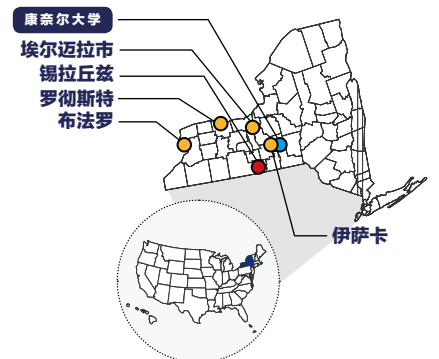 康奈尔大学
埃尔迈拉市
锡拉丘兹
罗彻斯特
布法罗
伊萨卡